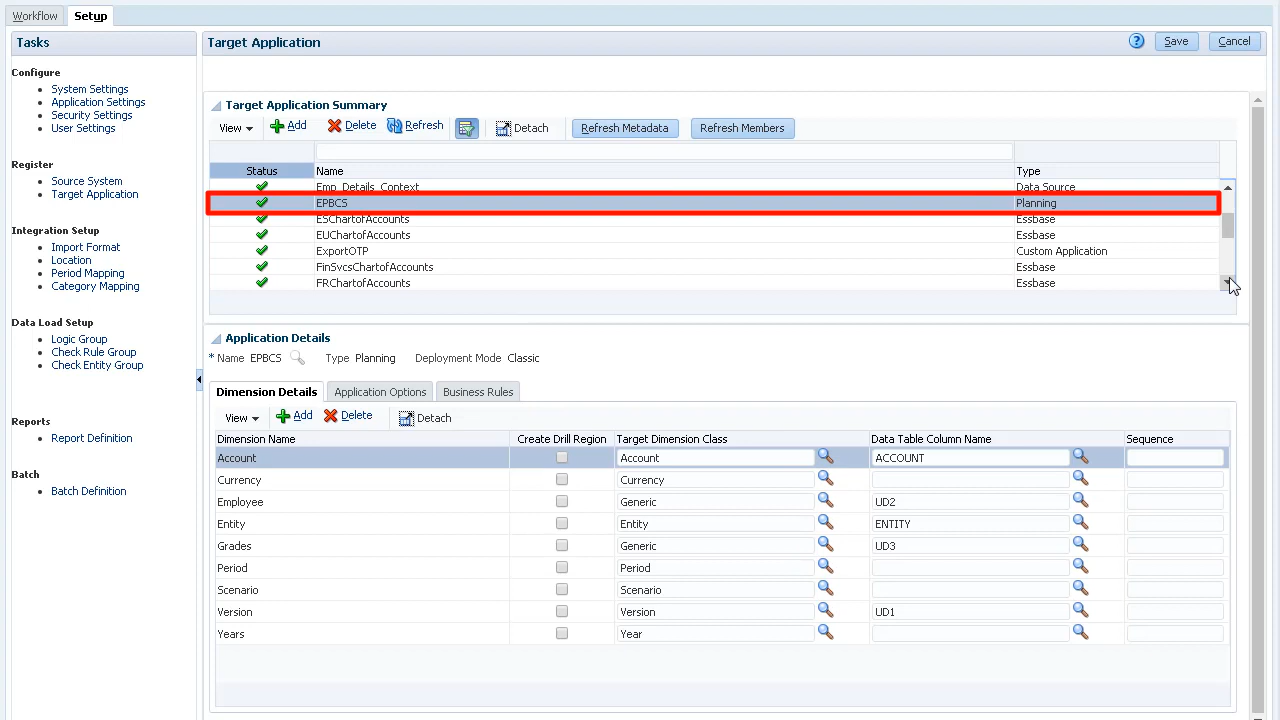 Workflow Setup
Tasks
Configure
System Settings
Application Settings
Security Settings
User Settings
Register
Source System
Target Application
Integration Setup
Import Format
Location
Period Mapping
Category Mapping
Data Load Setup
Logic Group
Check Rule Group
Check Entity Group
Reports
Report Definition
Batch
Batch Definition
Target Application ? Save Cancel
Target Application Summary
View Add Delete Refresh Detach Refresh Metadata Refresh Members
Status Name Type
Emp_Details_Context Data Source
EPBCS Planning
ESChartofAccounts Essbase
EUChartofAccounts Essbase
ExportOTP Custom Application
FinSvcsChartofAccounts Essbase
FRChartofAccounts Essbase
Application Details
* Name EPBCS Type Planning Deployment Mode Classic
Dimension Details Application Options Business Rules
View Add Delete Detach
Dimension Name Create Drill Region Target Dimension Class Data Table Column Name Sequence
Account Account ACCOUNT
Currency Currency
Employee Generic UD2
Entity Entity ENTITY
Grades Generic UD3
Period Period
Scenario Scenario
Version Version UD1
Years Year